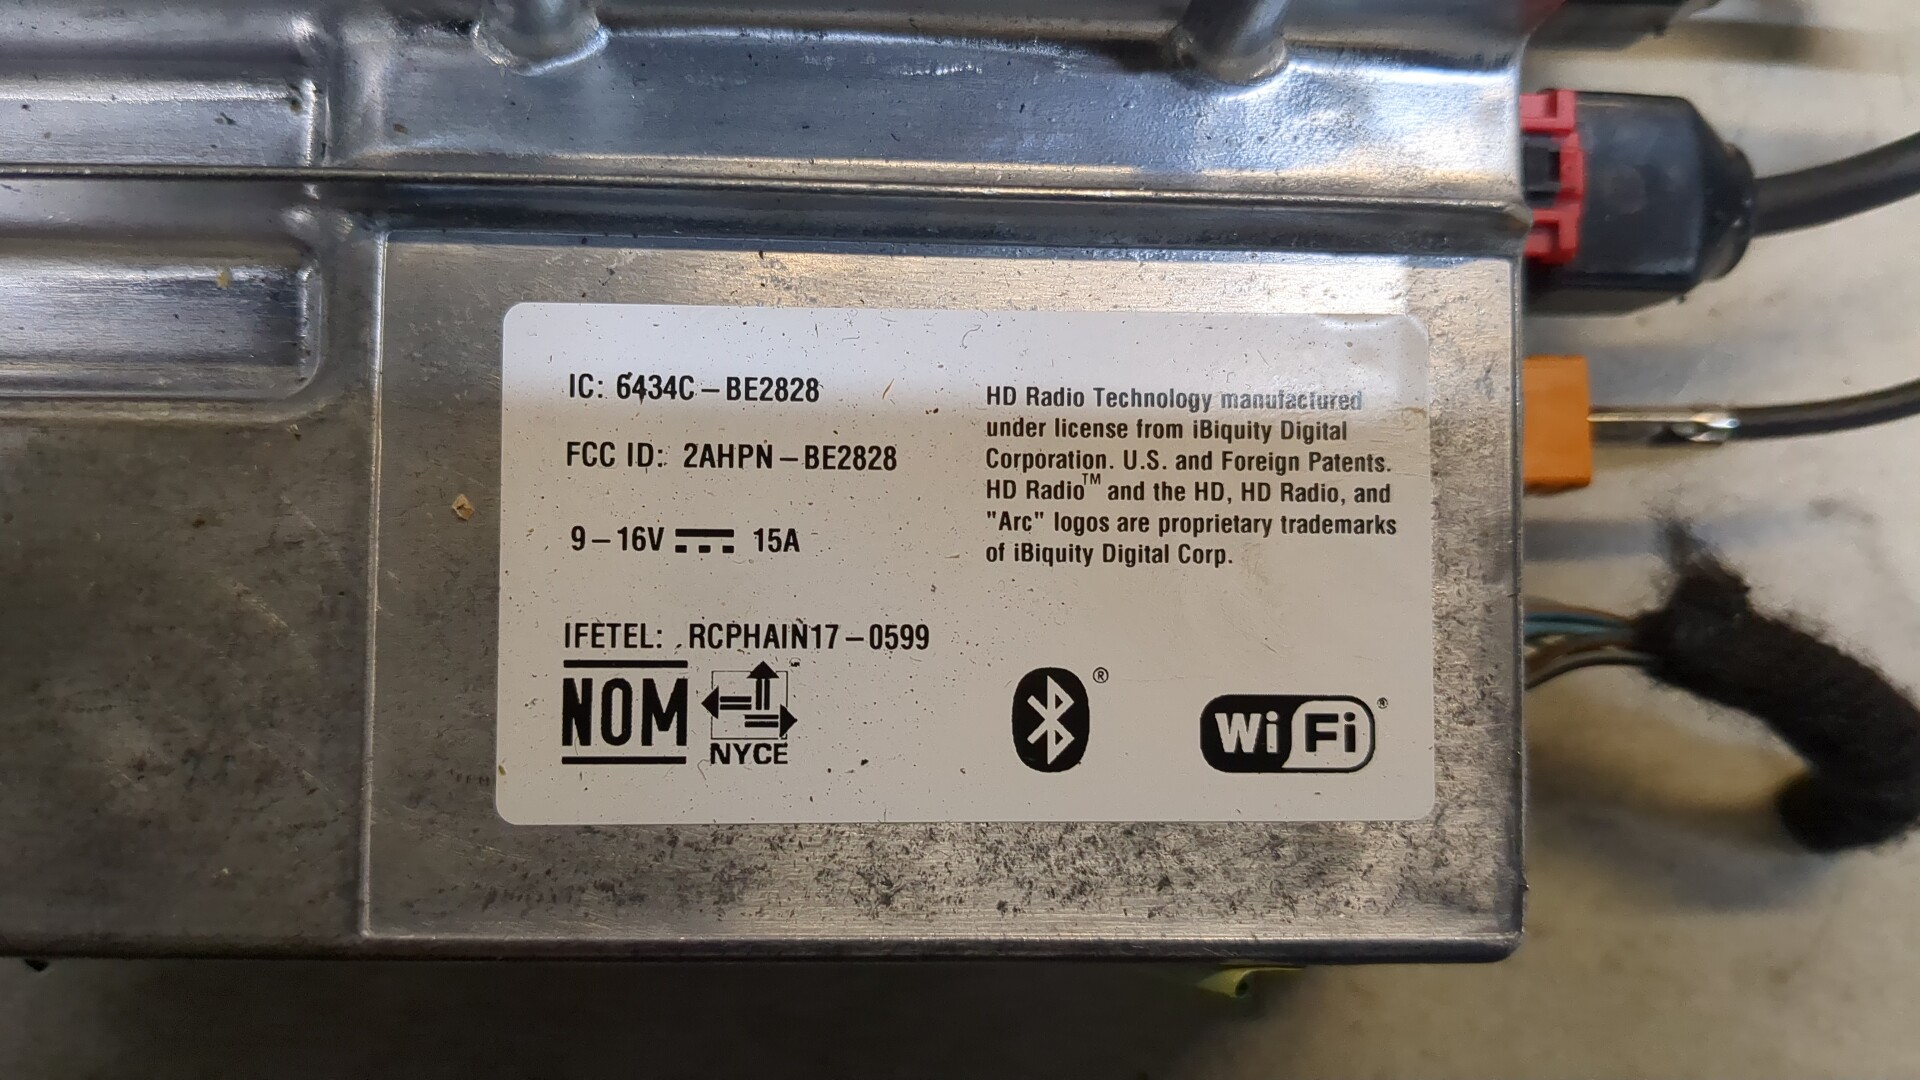 IC: 6434C-BE2828
FCC ID: 2AHPN-BE2828
9-16V 15A
IFETEL: RCPHAIN17-0599
NOM
NYCE
HD Radio Technology manufactured
under license from iBiquity Digital
Corporation. U.S. and Foreign Patents.
HD Radio™ and the HD, HD Radio, and
"Arc" logos are proprietary trademarks
of iBiquity Digital Corp.
®
Wi Fi ®